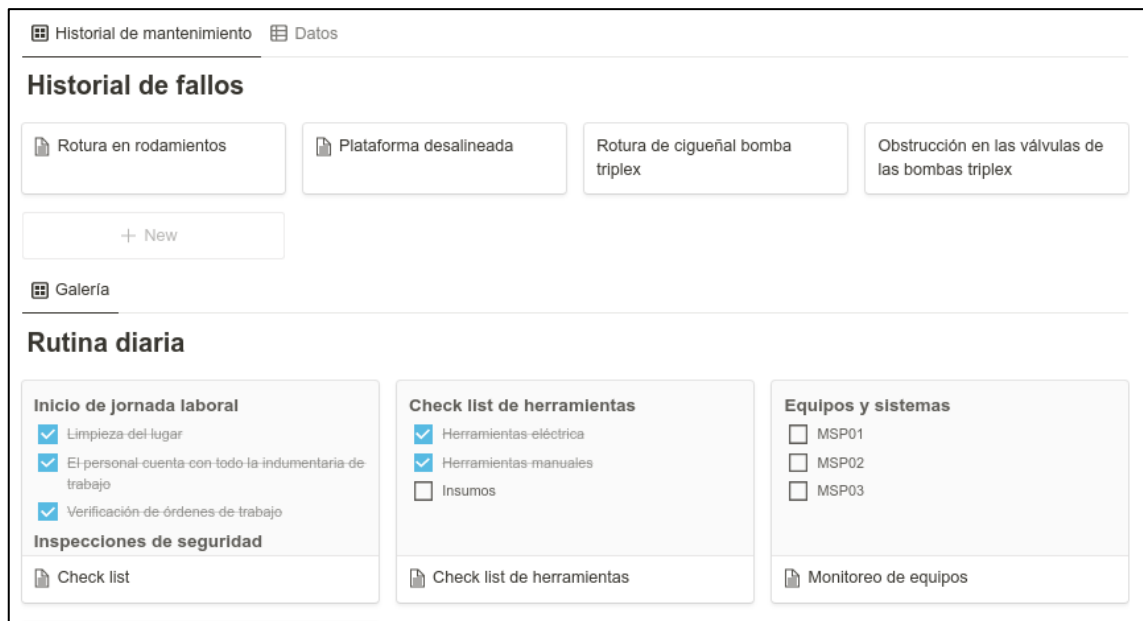 Historial de mantenimiento
Datos
Historial de fallos
Rotura en rodamientos
Plataforma desalineada
Rotura de cigueñal bomba
triplex
Obstrucción en las válvulas de
las bombas triplex
+ New
Galería
Rutina diaria
Inicio de jornada laboral
Limpieza del lugar
El personal cuenta con todo la indumentaria de
trabajo
Verificación de órdenes de trabajo
Inspecciones de seguridad
Check list
Check list de herramientas
Herramientas eléctrica
Herramientas manuales
Insumos
Check list de herramientas
Equipos y sistemas
MSP01
MSP02
MSP03
Monitoreo de equipos